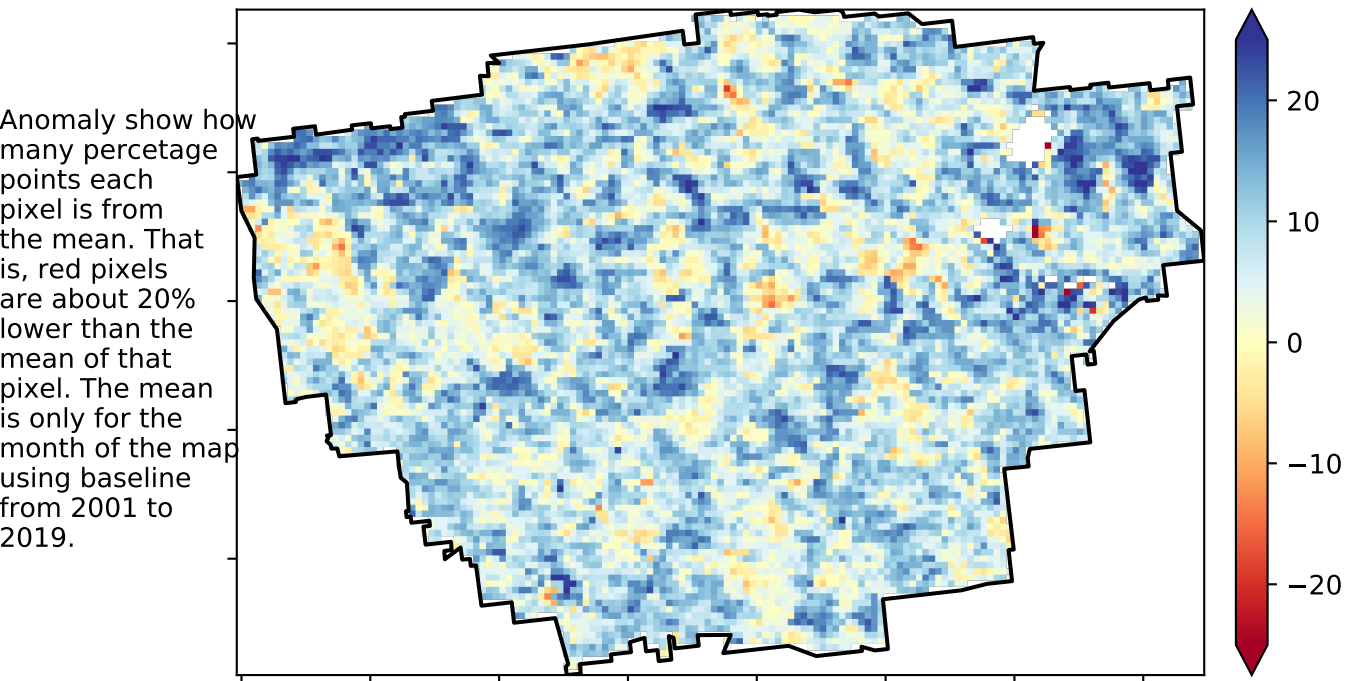 Anomaly show how
many percetage
points each
pixel is from
the mean. That
is, red pixels
are about 20%
lower than the
mean of that
pixel. The mean
is only for the
month of the map
using baseline
from 2001 to
2019.
20
10
0
−10
−20